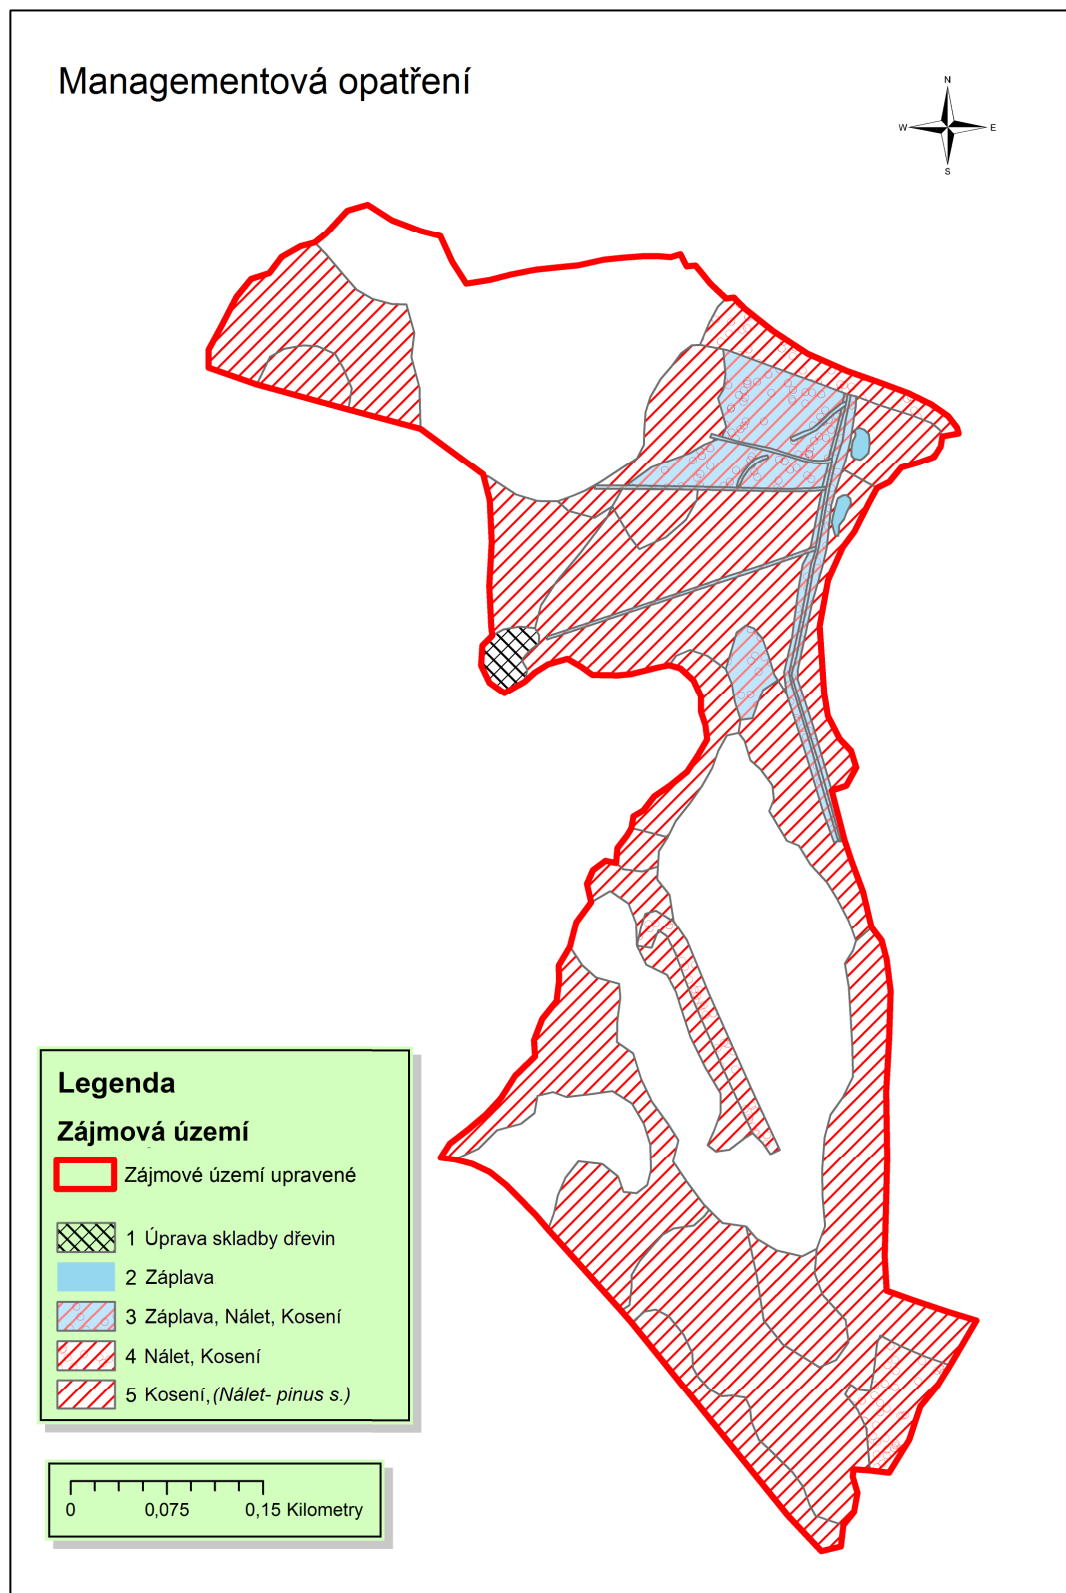 Managementová opatření
N
W E
S
Legenda
Zájmová území
Zájmové území upravené
1 Úprava skladby dřevin
2 Záplava
3 Záplava, Nálet, Kosení
4 Nálet, Kosení
5 Kosení,(Nálet- pinus s.)
0 0,075 0,15 Kilometry